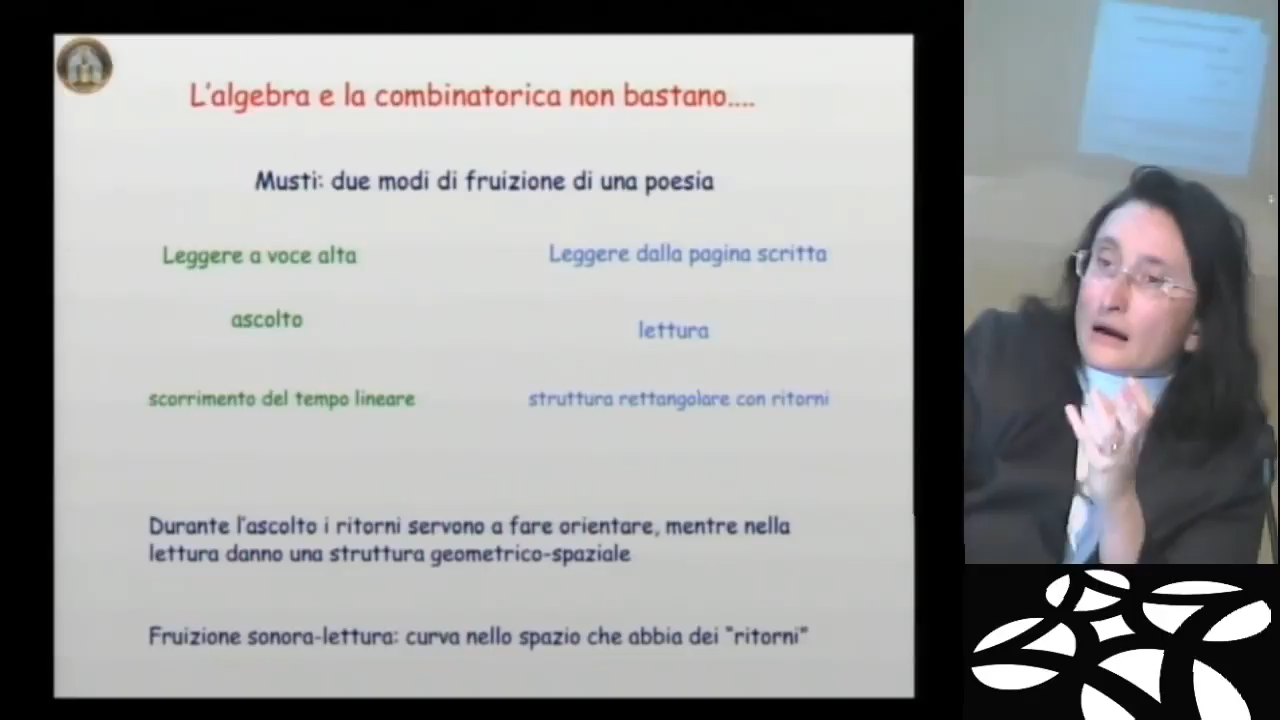 L'algebra e la combinatorica non bastano....
Musti: due modi di fruizione di una poesia
Leggere a voce alta
Leggere dalla pagina scritta
ascolto
lettura
scorrimento del tempo lineare
struttura rettangolare con ritorni
Durante l'ascolto i ritorni servono a fare orientare, mentre nella
lettura danno una struttura geometrico-spaziale
Fruizione sonora-lettura: curva nello spazio che abbia dei "ritorni"